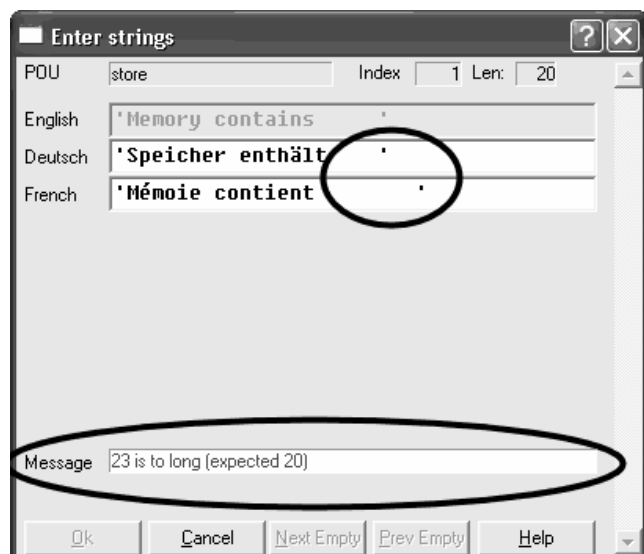 Enter strings
POU store Index 1 Len: 20
English 'Memory contains     '
Deutsch 'Speicher enthält    '
French 'Mémoie contient        '
Message 23 is to long (expected 20)
Ok Cancel Next Empty Prev Empty Help